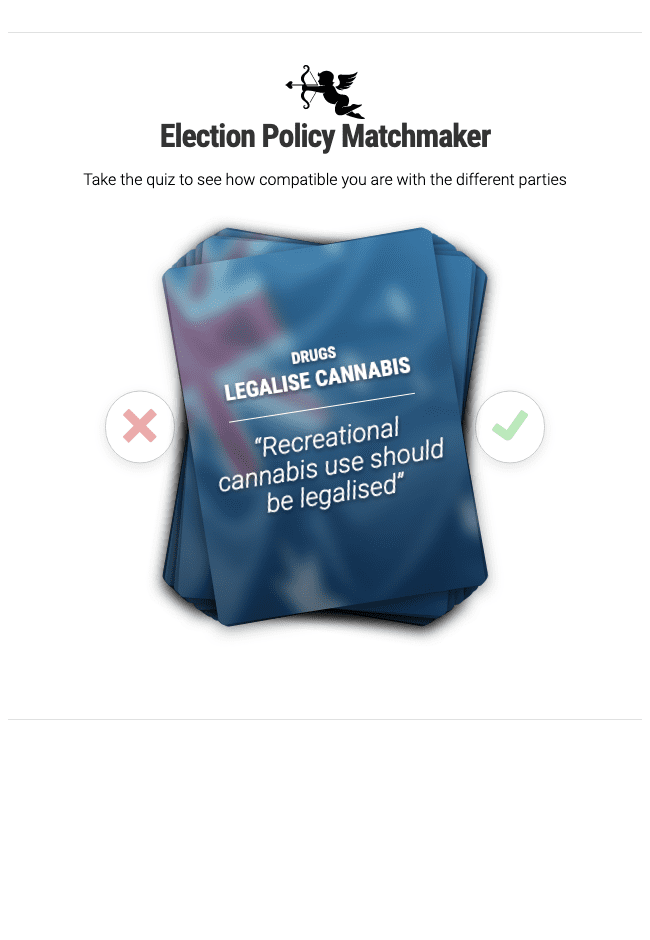 Election Policy Matchmaker
Take the quiz to see how compatible you are with the different parties
DRUGS
LEGALISE CANNABIS
“Recreational
cannabis use should
be legalised”